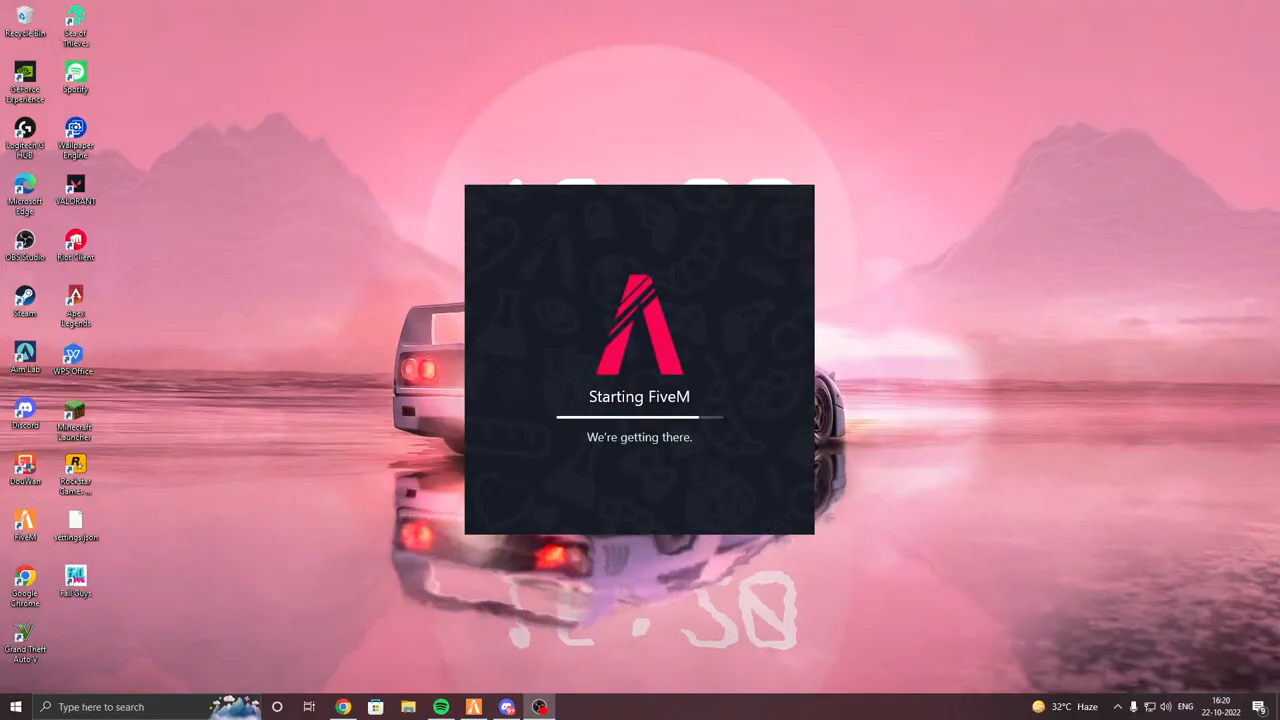 Recycle Bin
Sea of
Thieves
GeForce
Experience
Spotify
Logitech G
HUB
Wallpaper
Engine
Microsoft
Edge
VALORANT
OBS Studio
Riot Client
Steam
Apex
Legends
Aim Lab
WPS Office
Discord
Minecraft
Launcher
DouWan
Rockstar
Games ...
FiveM
settings.json
Google
Chrome
Fall Guys
Grand Theft
Auto V
Starting FiveM
We're getting there.
Type here to search
32°C Haze
ENG
16:20
22-10-2022
9